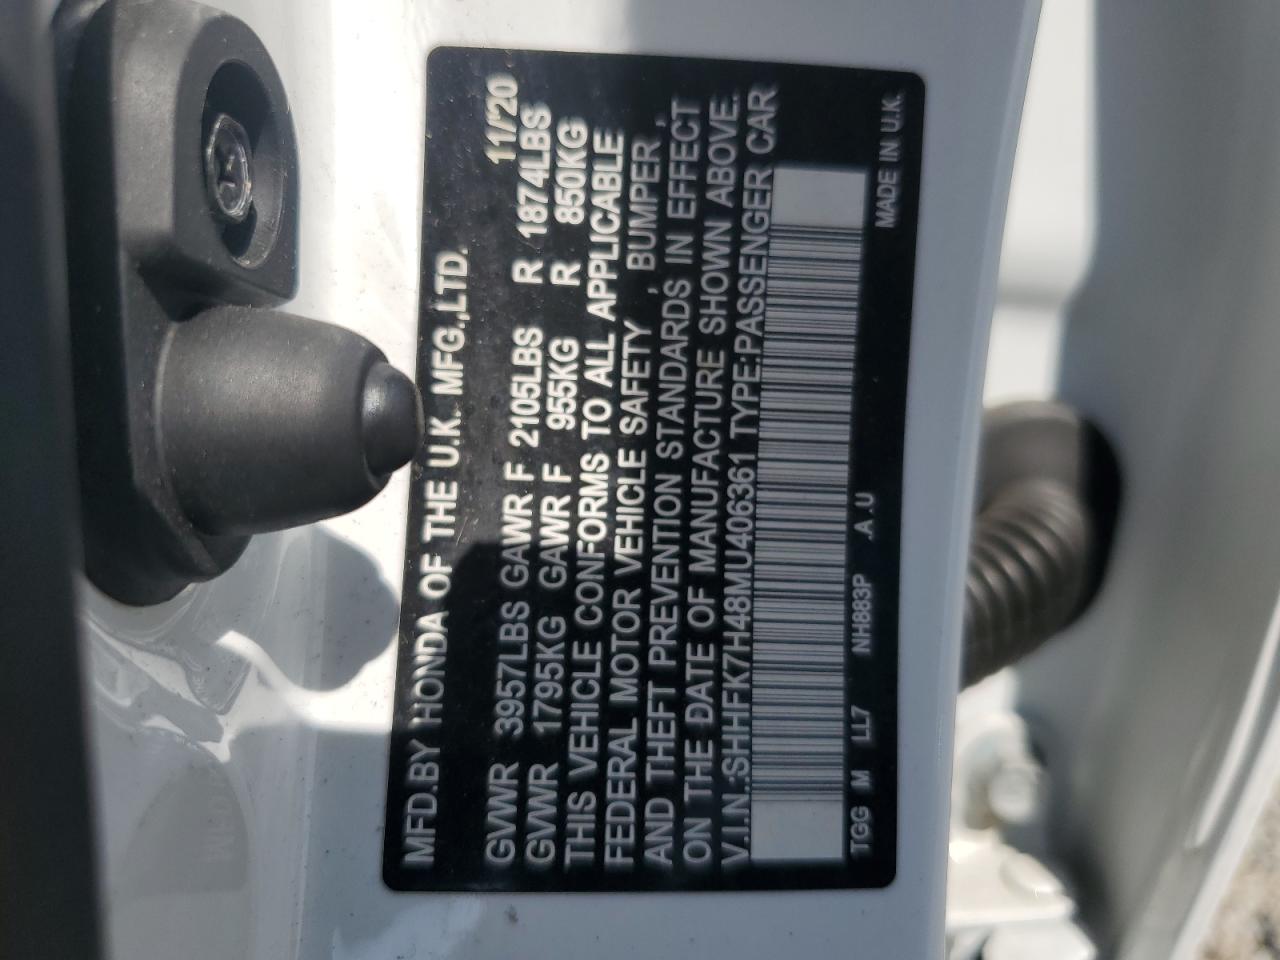 MFD.BY HONDA OF THE U.K. MFG.,LTD.
11/'20
GVWR 3957LBS GAWR F 2105LBS R 1874LBS
GVWR 1795KG GAWR F 955KG R 850KG
THIS VEHICLE CONFORMS TO ALL APPLICABLE
FEDERAL MOTOR VEHICLE SAFETY , BUMPER ,
AND THEFT PREVENTION STANDARDS IN EFFECT
ON THE DATE OF MANUFACTURE SHOWN ABOVE.
V.I.N.:SHHFK7H48MU406361 TYPE:PASSENGER CAR
TGG M LL7 NH883P .A .U MADE IN U.K.